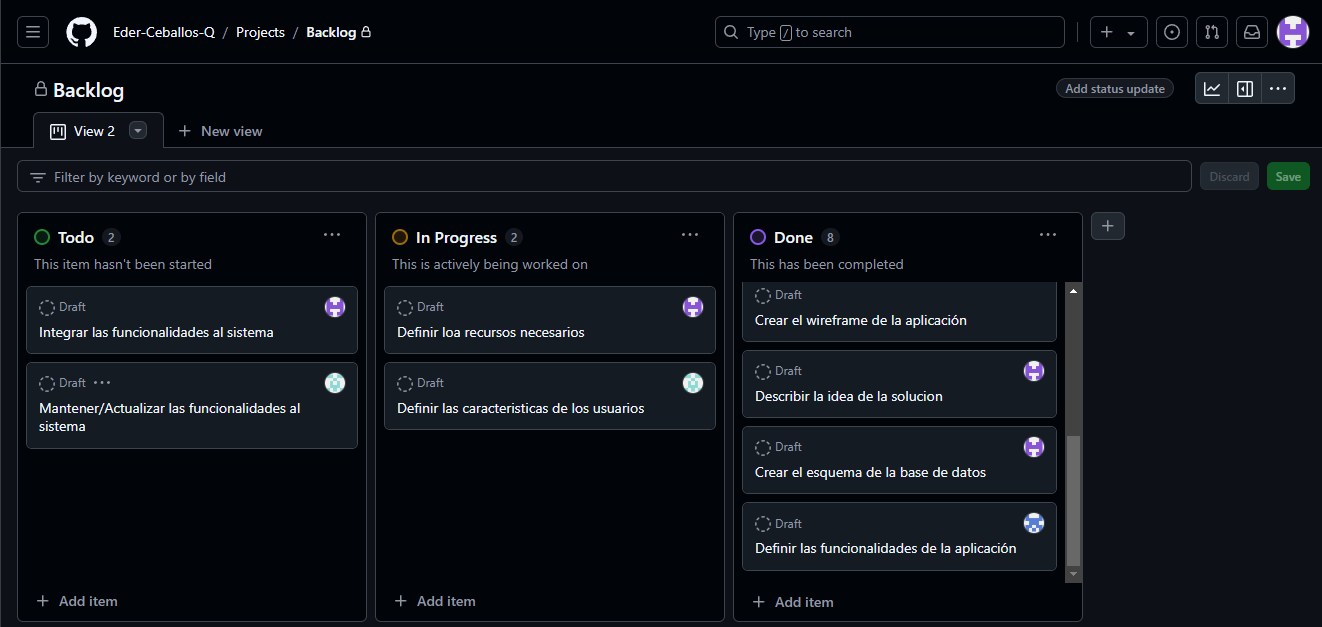 Eder-Ceballos-Q / Projects / Backlog
Type / to search
Backlog
Add status update
View 2
New view
Filter by keyword or by field
Discard
Save
Todo 2
This item hasn't been started
Draft
Integrar las funcionalidades al sistema
Draft
Mantener/Actualizar las funcionalidades al
sistema
Add item
In Progress 2
This is actively being worked on
Draft
Definir loa recursos necesarios
Draft
Definir las caracteristicas de los usuarios
Add item
Done 8
This has been completed
Draft
Crear el wireframe de la aplicación
Draft
Describir la idea de la solucion
Draft
Crear el esquema de la base de datos
Draft
Definir las funcionalidades de la aplicación
Add item